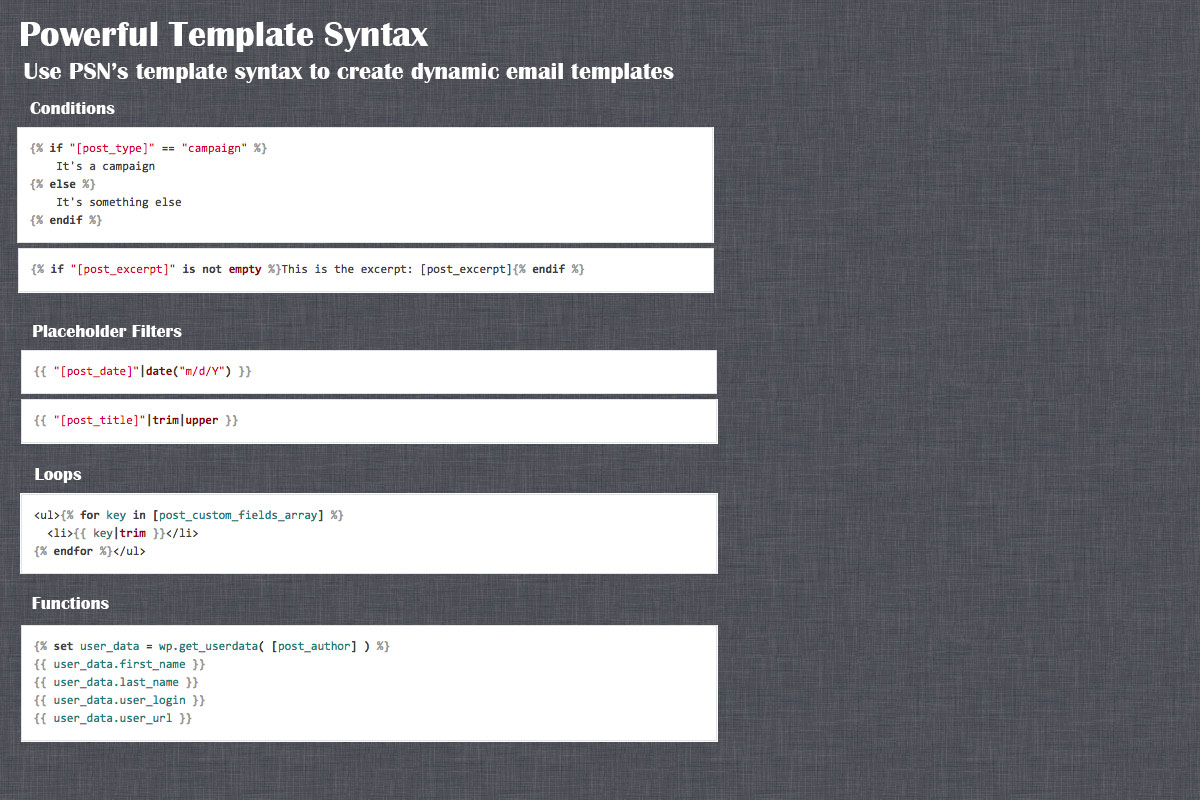 Powerful Template Syntax
Use PSN’s template syntax to create dynamic email templates
Conditions
{% if "[post_type]" == "campaign" %}
    It's a campaign
{% else %}
    It's something else
{% endif %}
{% if "[post_excerpt]" is not empty %}This is the excerpt: [post_excerpt]{% endif %}
Placeholder Filters
{{ "[post_date]"|date("m/d/Y") }}
{{ "[post_title]"|trim|upper }}
Loops
<ul>{% for key in [post_custom_fields_array] %}
  <li>{{ key|trim }}</li>
{% endfor %}</ul>
Functions
{% set user_data = wp.get_userdata( [post_author] ) %}
{{ user_data.first_name }}
{{ user_data.last_name }}
{{ user_data.user_login }}
{{ user_data.user_url }}